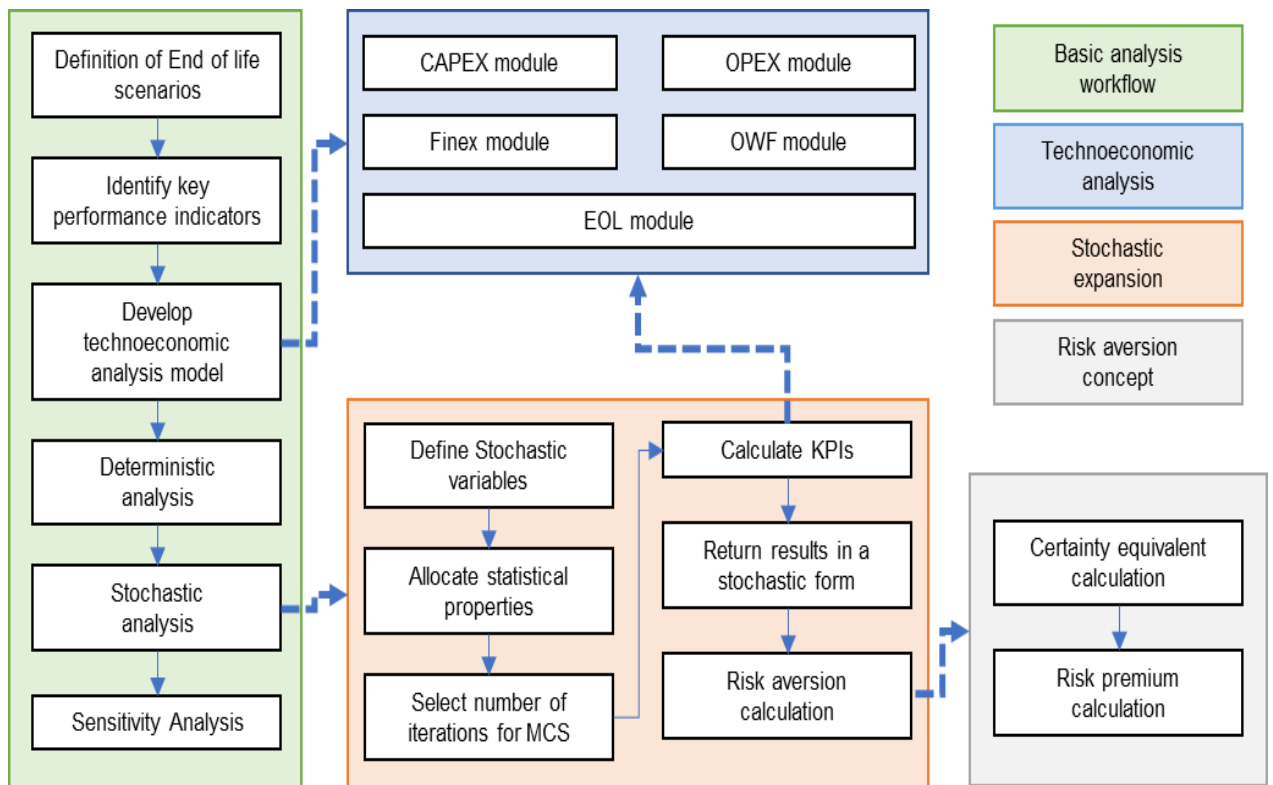 Definition of End of life
scenarios
Identify key
performance indicators
Develop
technoeconomic
analysis model
Deterministic
analysis
Stochastic
analysis
Sensitivity Analysis
CAPEX module
OPEX module
Finex module
OWF module
EOL module
Define Stochastic
variables
Allocate statistical
properties
Select number of
iterations for MCS
Calculate KPIs
Return results in a
stochastic form
Risk aversion
calculation
Basic analysis
workflow
Technoeconomic
analysis
Stochastic
expansion
Risk aversion
concept
Certainty equivalent
calculation
Risk premium
calculation